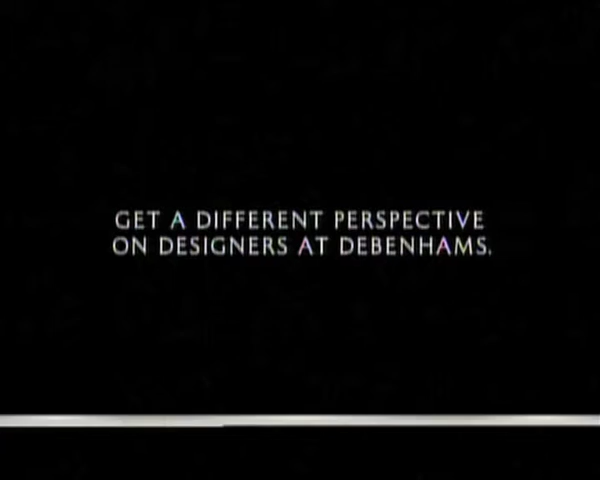 GET A DIFFERENT PERSPECTIVE
ON DESIGNERS AT DEBENHAMS.